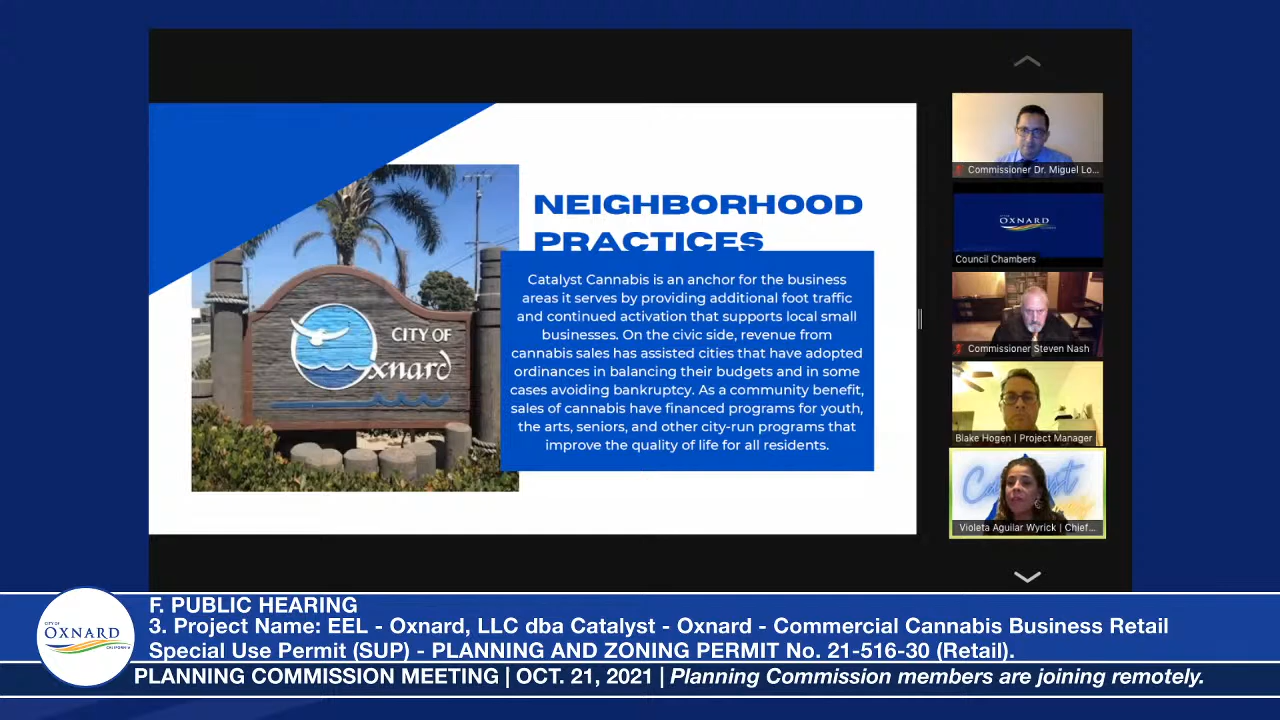 NEIGHBORHOOD
PRACTICES
Catalyst Cannabis is an anchor for the business
areas it serves by providing additional foot traffic
and continued activation that supports local small
businesses. On the civic side, revenue from
cannabis sales has assisted cities that have adopted
ordinances in balancing their budgets and in some
cases avoiding bankruptcy. As a community benefit,
sales of cannabis have financed programs for youth,
the arts, seniors, and other city-run programs that
improve the quality of life for all residents.
CITY OF
Oxnard
Commissioner Dr. Miguel Lo...
OXNARD
Council Chambers
Commissioner Steven Nash
Blake Hogen | Project Manager
Catalyst
Violeta Aguilar Wyrick | Chief...
F. PUBLIC HEARING
3. Project Name: EEL - Oxnard, LLC dba Catalyst - Oxnard - Commercial Cannabis Business Retail
Special Use Permit (SUP) - PLANNING AND ZONING PERMIT No. 21-516-30 (Retail).
CITY OF
OXNARD
CALIFORNIA
PLANNING COMMISSION MEETING | OCT. 21, 2021 | Planning Commission members are joining remotely.